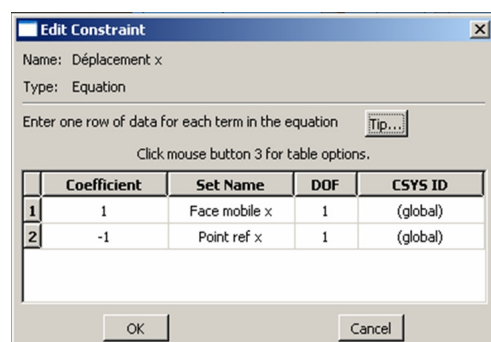 Edit Constraint
Name: Déplacement x
Type: Equation
Enter one row of data for each term in the equation Tip...
Click mouse button 3 for table options.
Coefficient Set Name DOF CSYS ID
1 1 Face mobile x 1 (global)
2 -1 Point ref x 1 (global)
OK Cancel